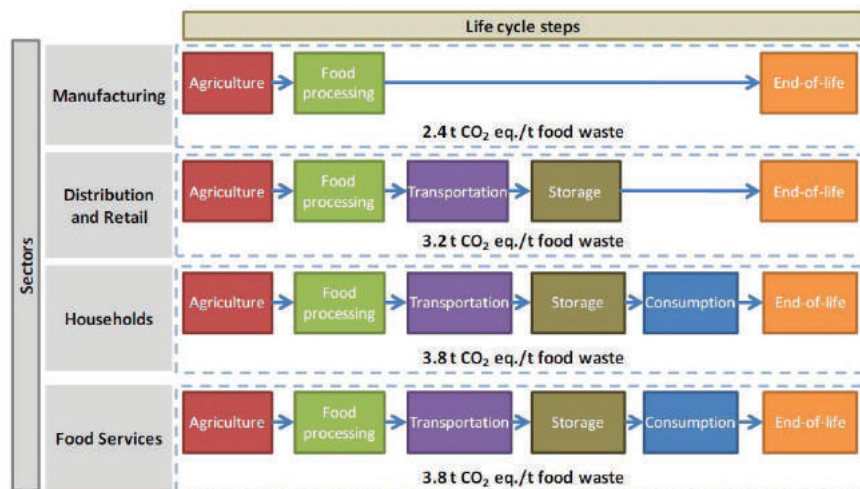 Life cycle steps
Sectors
Manufacturing
Agriculture
Food
processing
End-of-life
2.4 t CO₂ eq./t food waste
Distribution
and Retail
Agriculture
Food
processing
Transportation
Storage
End-of-life
3.2 t CO₂ eq./t food waste
Households
Agriculture
Food
processing
Transportation
Storage
Consumption
End-of-life
3.8 t CO₂ eq./t food waste
Food Services
Agriculture
Food
processing
Transportation
Storage
Consumption
End-of-life
3.8 t CO₂ eq./t food waste